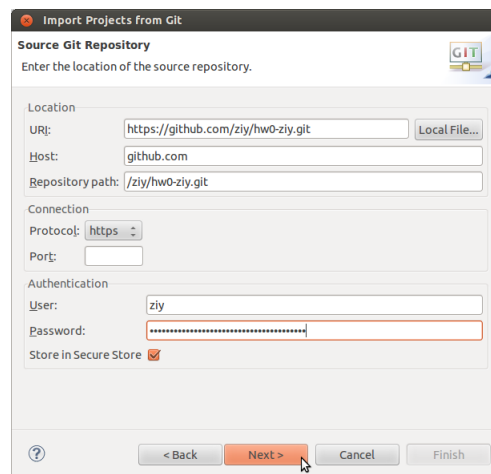 Import Projects from Git
Source Git Repository
Enter the location of the source repository.
GIT
Location
URI: https://github.com/ziy/hw0-ziy.git Local File...
Host: github.com
Repository path: /ziy/hw0-ziy.git
Connection
Protocol: https
Port:
Authentication
User: ziy
Password: ••••••••••••••••••••••••••••••••••••••••
Store in Secure Store
? < Back Next > Cancel Finish